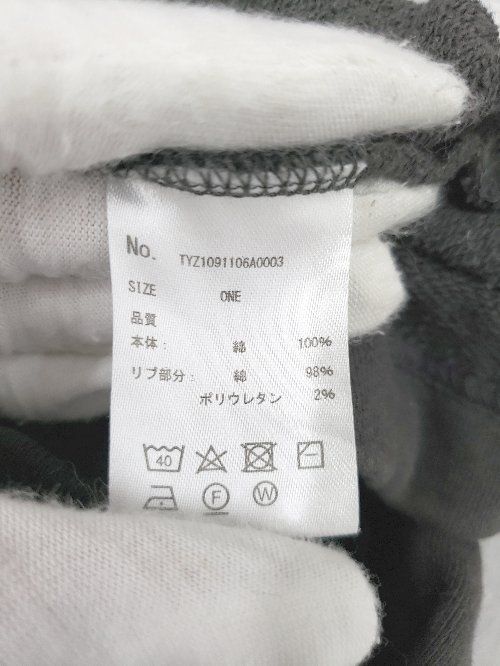 No. TYZ1091106A0003
SIZE ONE
品質
本体: 綿 100%
リブ部分: 綿 98%
ポリウレタン 2%
40
F W